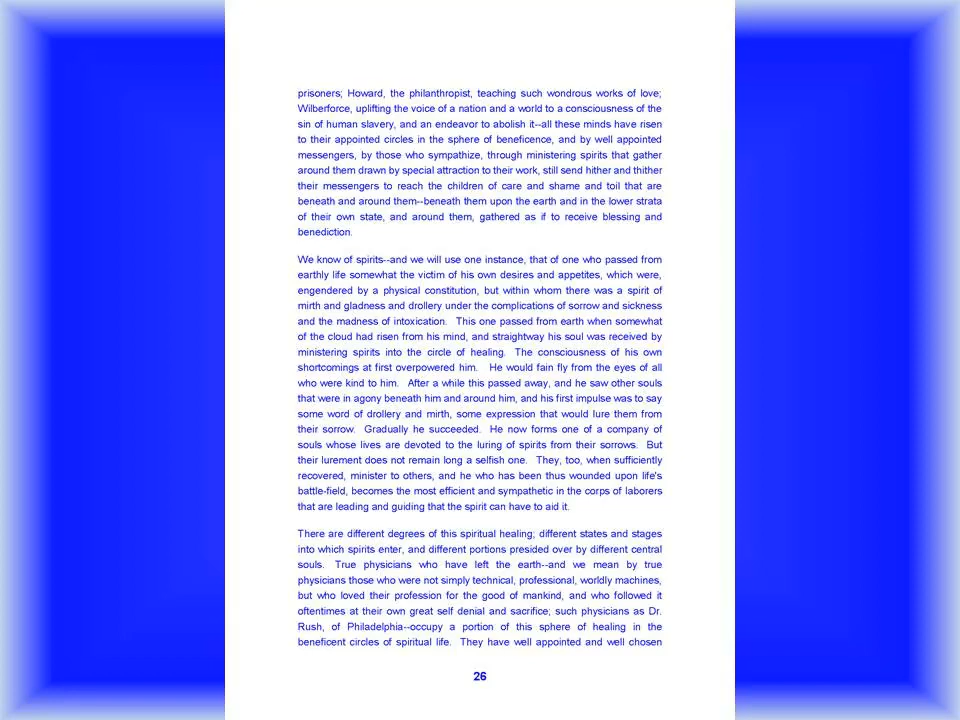 prisoners; Howard, the philanthropist, teaching such wondrous works of love;
Wilberforce, uplifting the voice of a nation and a world to a consciousness of the
sin of human slavery, and an endeavor to abolish it--all these minds have risen
to their appointed circles in the sphere of beneficence, and by well appointed
messengers, by those who sympathize, through ministering spirits that gather
around them drawn by special attraction to their work, still send hither and thither
their messengers to reach the children of care and shame and toil that are
beneath and around them--beneath them upon the earth and in the lower strata
of their own state, and around them, gathered as if to receive blessing and
benediction.
We know of spirits--and we will use one instance, that of one who passed from
earthly life somewhat the victim of his own desires and appetites, which were,
engendered by a physical constitution, but within whom there was a spirit of
mirth and gladness and drollery under the complications of sorrow and sickness
and the madness of intoxication. This one passed from earth when somewhat
of the cloud had risen from his mind, and straightway his soul was received by
ministering spirits into the circle of healing. The consciousness of his own
shortcomings at first overpowered him. He would fain fly from the eyes of all
who were kind to him. After a while this passed away, and he saw other souls
that were in agony beneath him and around him, and his first impulse was to say
some word of drollery and mirth, some expression that would lure them from
their sorrow. Gradually he succeeded. He now forms one of a company of
souls whose lives are devoted to the luring of spirits from their sorrows. But
their lurement does not remain long a selfish one. They, too, when sufficiently
recovered, minister to others, and he who has been thus wounded upon life's
battle-field, becomes the most efficient and sympathetic in the corps of laborers
that are leading and guiding that the spirit can have to aid it.
There are different degrees of this spiritual healing; different states and stages
into which spirits enter, and different portions presided over by different central
souls. True physicians who have left the earth--and we mean by true
physicians those who were not simply technical, professional, worldly machines,
but who loved their profession for the good of mankind, and who followed it
oftentimes at their own great self denial and sacrifice; such physicians as Dr.
Rush, of Philadelphia--occupy a portion of this sphere of healing in the
beneficent circles of spiritual life. They have well appointed and well chosen
26